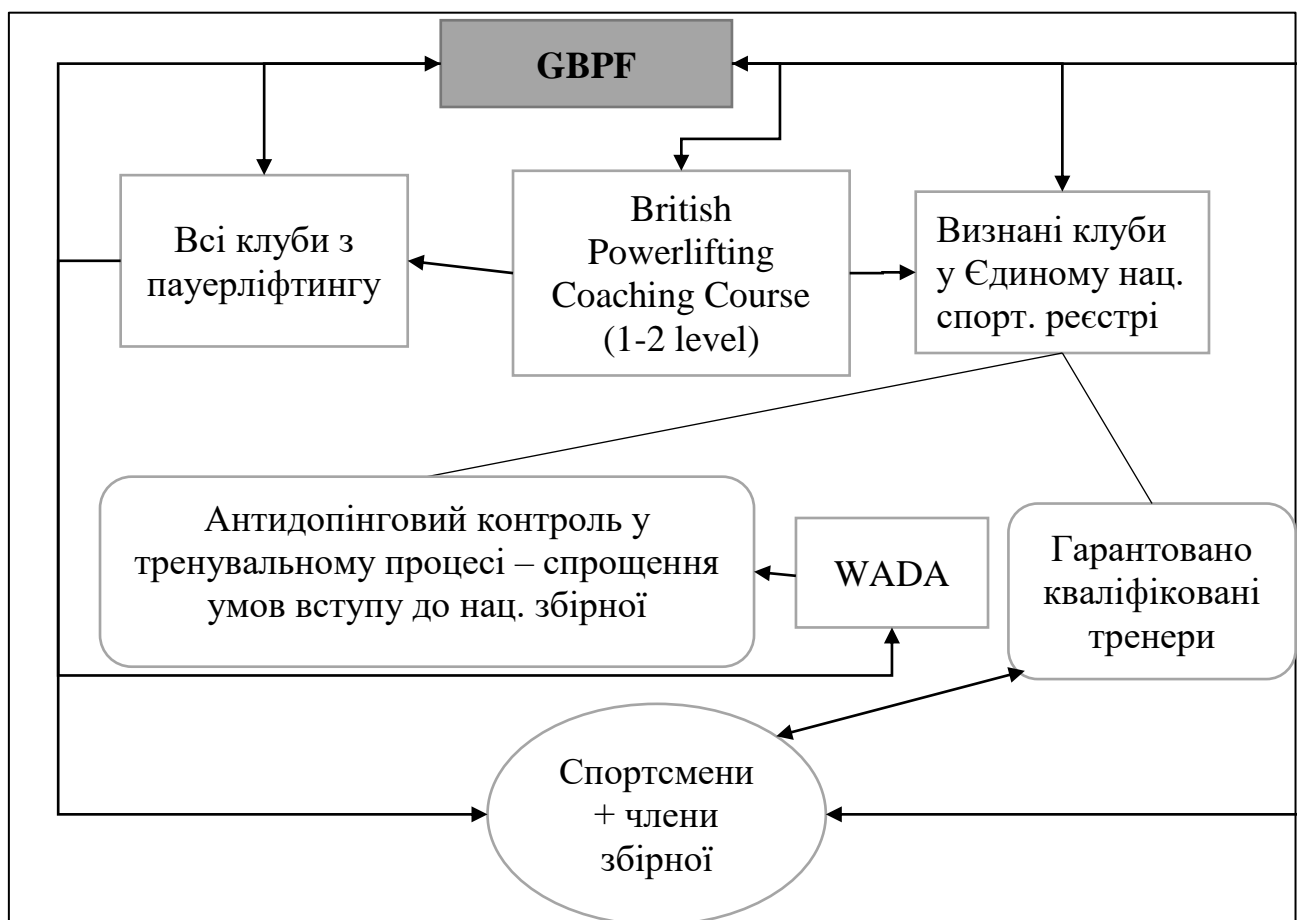 GBPF
Всі клуби з
пауерліфтингу
British
Powerlifting
Coaching Course
(1-2 level)
Визнані клуби
у Єдиному нац.
спорт. реєстрі
Антидопінговий контроль у
тренувальному процесі – спрощення
умов вступу до нац. збірної
WADA
Гарантовано
кваліфіковані
тренери
Спортсмени
+ члени
збірної